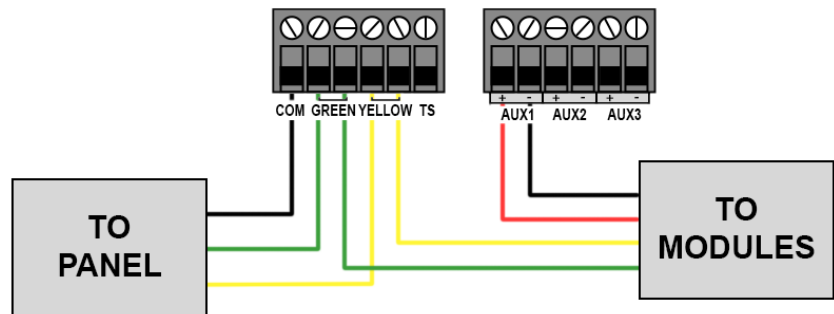 + - + - + -
COM GREEN YELLOW TS
AUX1 AUX2 AUX3
TO
PANEL
TO
MODULES